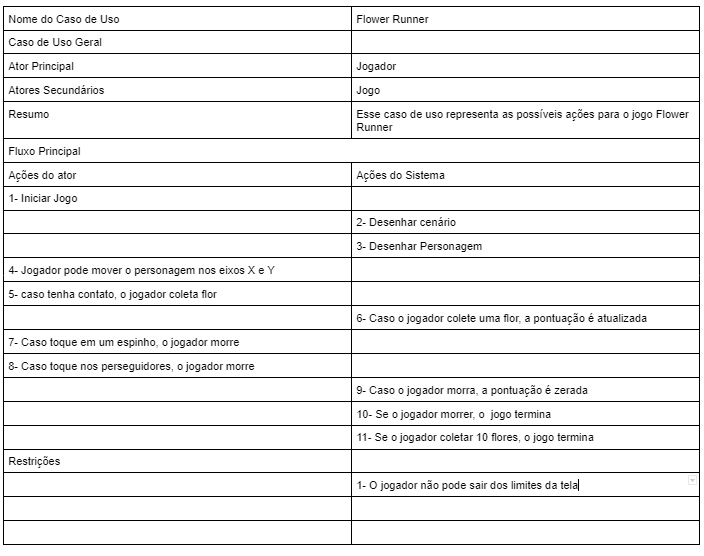 Nome do Caso de Uso
Flower Runner
Caso de Uso Geral
Ator Principal
Jogador
Atores Secundários
Jogo
Resumo
Esse caso de uso representa as possíveis ações para o jogo Flower
Runner
Fluxo Principal
Ações do ator
Ações do Sistema
1- Iniciar Jogo
2- Desenhar cenário
3- Desenhar Personagem
4- Jogador pode mover o personagem nos eixos X e Y
5- caso tenha contato, o jogador coleta flor
6- Caso o jogador colete uma flor, a pontuação é atualizada
7- Caso toque em um espinho, o jogador morre
8- Caso toque nos perseguidores, o jogador morre
9- Caso o jogador morra, a pontuação é zerada
10- Se o jogador morrer, o  jogo termina
11- Se o jogador coletar 10 flores, o jogo termina
Restrições
1- O jogador não pode sair dos limites da tela